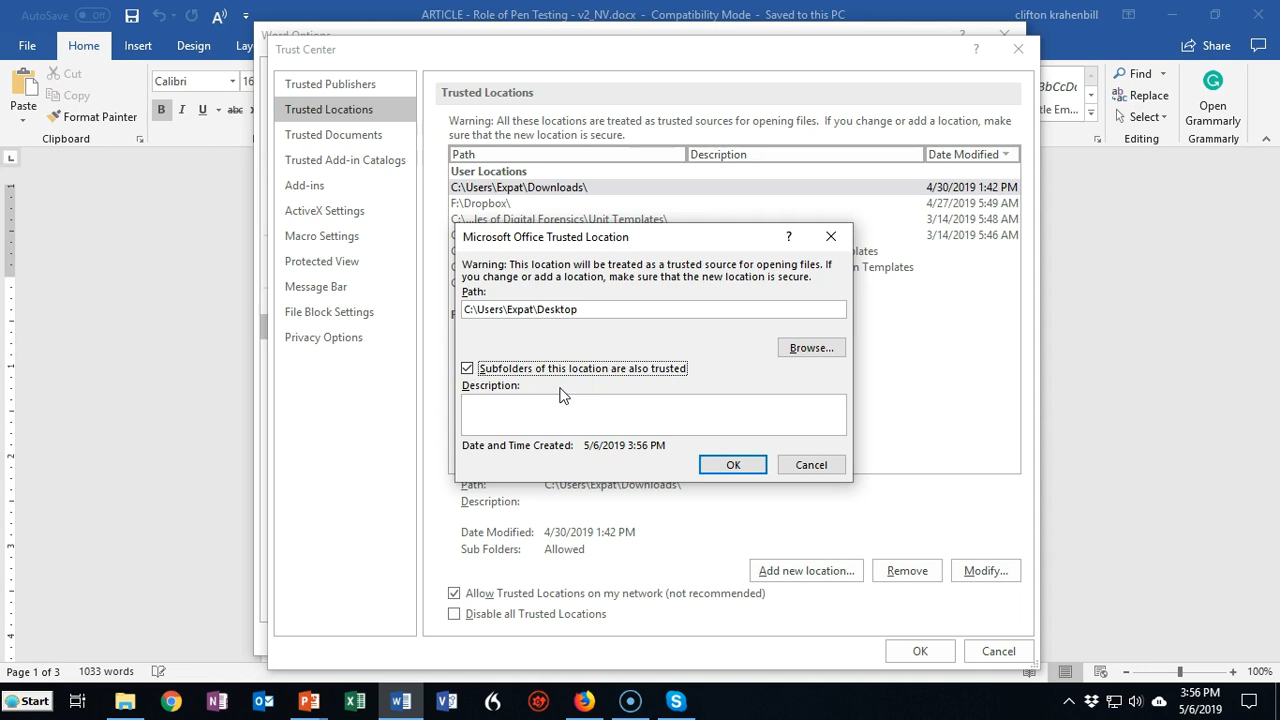 AutoSave Off ARTICLE - Role of Pen Testing - v2_NV.docx - Compatibility Mode - Saved to this PC clifton krahenbill
Word Options
File Home Insert Design Share
Trust Center
Cut
Copy
Format Painter
Paste
Clipboard
Calibri 16
B I U abc
Find
Replace
Select
Editing
Open
Grammarly
Grammarly
Trusted Publishers
Trusted Locations
Trusted Documents
Trusted Add-in Catalogs
Add-ins
ActiveX Settings
Macro Settings
Protected View
Message Bar
File Block Settings
Privacy Options
Trusted Locations
Warning: All these locations are treated as trusted sources for opening files. If you change or add a location, make
sure that the new location is secure.
Path Description Date Modified
User Locations
C:\Users\Expat\Downloads\ 4/30/2019 1:42 PM
F:\Dropbox\ 4/27/2019 5:49 AM
C:\...les of Digital Forensics\Unit Templates\ 3/14/2019 5:48 AM
3/14/2019 5:46 AM
Microsoft Office Trusted Location
Warning: This location will be treated as a trusted source for opening files. If
you change or add a location, make sure that the new location is secure.
Path:
C:\Users\Expat\Desktop
Browse...
Subfolders of this location are also trusted
Description:
Date and Time Created: 5/6/2019 3:56 PM
OK Cancel
Path: C:\Users\Expat\Downloads\
Description:
Date Modified: 4/30/2019 1:42 PM
Sub Folders: Allowed
Add new location... Remove Modify...
Allow Trusted Locations on my network (not recommended)
Disable all Trusted Locations
OK Cancel
Page 1 of 3 1033 words 100%
Start
3:56 PM
5/6/2019